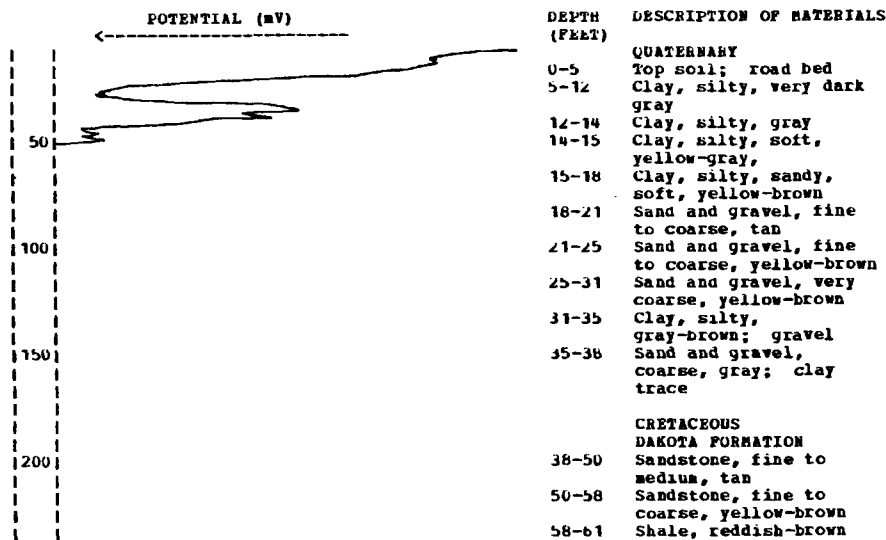 POTENTIAL (mV)
50
100
150
200
DEPTH DESCRIPTION OF MATERIALS
(FEET)
QUATERNARY
0-5 Top soil; road bed
5-12 Clay, silty, very dark
gray
12-14 Clay, silty, gray
14-15 Clay, silty, soft,
yellow-gray,
15-18 Clay, silty, sandy,
soft, yellow-brown
18-21 Sand and gravel, fine
to coarse, tan
21-25 Sand and gravel, fine
to coarse, yellow-brown
25-31 Sand and gravel, very
coarse, yellow-brown
31-35 Clay, silty,
gray-brown; gravel
35-38 Sand and gravel,
coarse, gray; clay
trace
CRETACEOUS
DAKOTA FORMATION
38-50 Sandstone, fine to
medium, tan
50-58 Sandstone, fine to
coarse, yellow-brown
58-61 Shale, reddish-brown